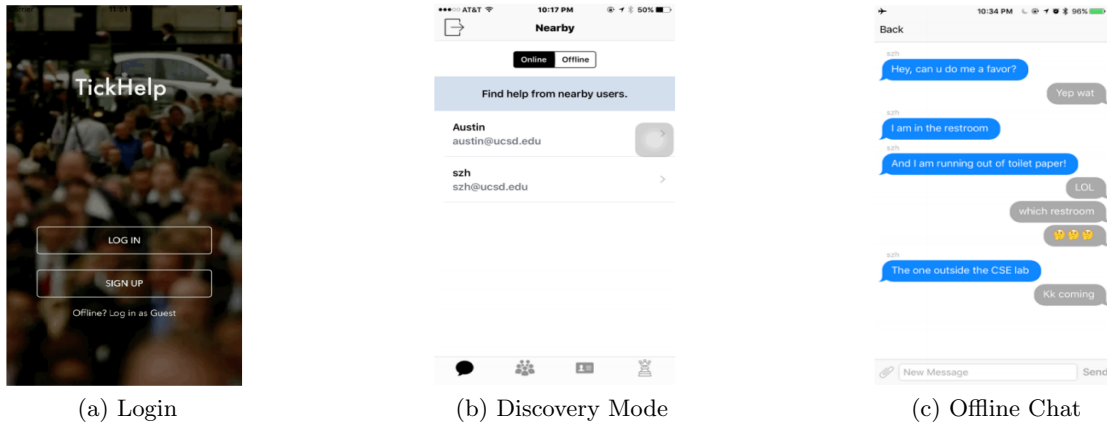 11:51
TickHelp
LOG IN
SIGN UP
Offline? Log in as Guest
(a) Login
AT&T 10:17 PM 50%
Nearby
Online Offline
Find help from nearby users.
Austin
austin@ucsd.edu
szh
szh@ucsd.edu
(b) Discovery Mode
10:34 PM 96%
Back
szh
Hey, can u do me a favor?
Yep wat
szh
I am in the restroom
szh
And I am running out of toilet paper!
LOL
which restroom
🤔🤔🤔
szh
The one outside the CSE lab
Kk coming
New Message Send
(c) Offline Chat